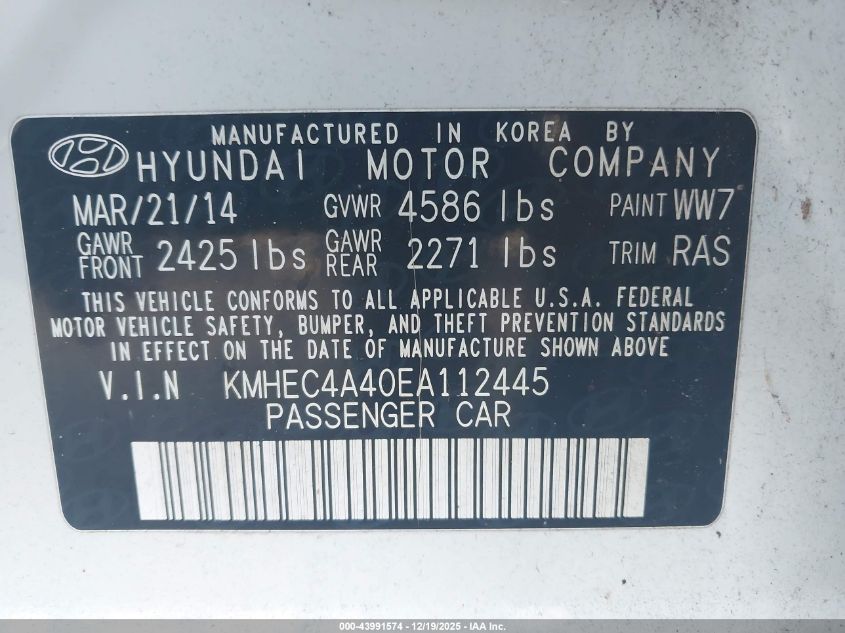 MANUFACTURED IN KOREA BY
HYUNDAI MOTOR COMPANY
MAR/21/14 GVWR 4586 lbs PAINT WW7
GAWR FRONT 2425 lbs GAWR REAR 2271 lbs TRIM RAS
THIS VEHICLE CONFORMS TO ALL APPLICABLE U.S.A. FEDERAL
MOTOR VEHICLE SAFETY, BUMPER, AND THEFT PREVENTION STANDARDS
IN EFFECT ON THE DATE OF MANUFACTURE SHOWN ABOVE
V.I.N KMHEC4A40EA112445
PASSENGER CAR
000-43991574 - 12/19/2025 - IAA Inc.